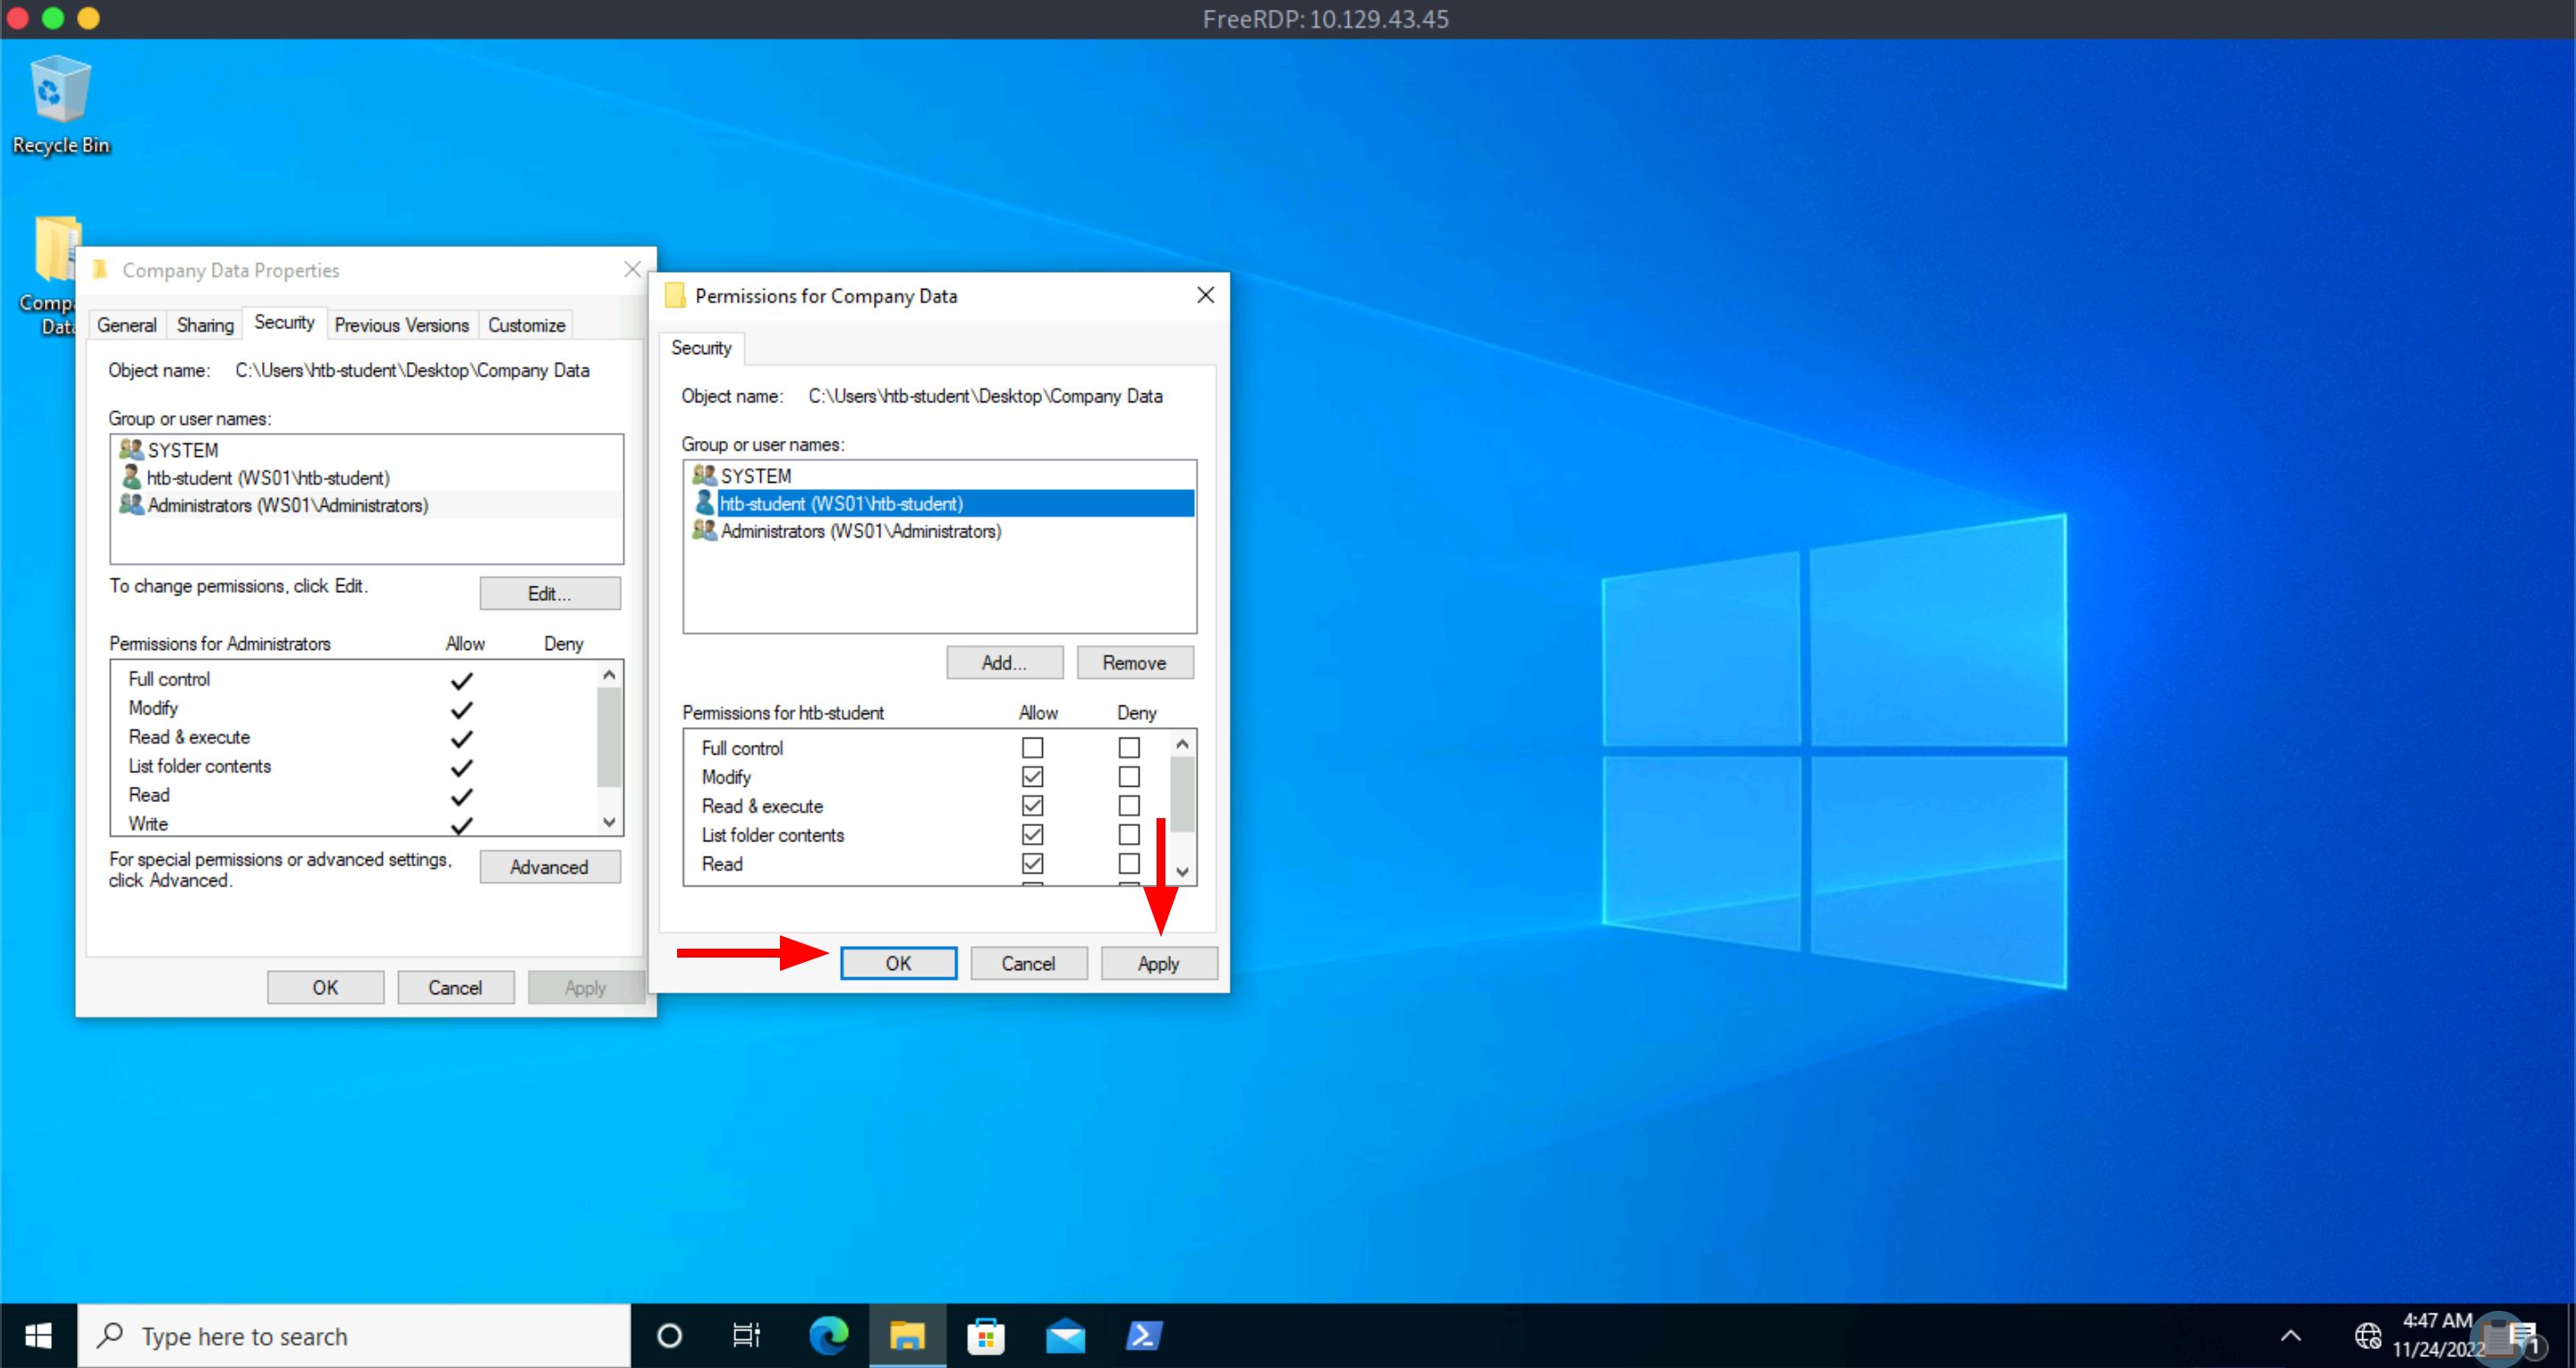 FreeRDP: 10.129.43.45
Recycle Bin
Comp
Data
Company Data Properties
General Sharing Security Previous Versions Customize
Object name: C:\Users\htb-student\Desktop\Company Data
Group or user names:
SYSTEM
htb-student (WS01\htb-student)
Administrators (WS01\Administrators)
To change permissions, click Edit.
Edit...
Permissions for Administrators Allow Deny
Full control
Modify
Read & execute
List folder contents
Read
Write
For special permissions or advanced settings,
click Advanced.
Advanced
OK Cancel Apply
Permissions for Company Data
Security
Object name: C:\Users\htb-student\Desktop\Company Data
Group or user names:
SYSTEM
htb-student (WS01\htb-student)
Administrators (WS01\Administrators)
Add... Remove
Permissions for htb-student Allow Deny
Full control
Modify
Read & execute
List folder contents
Read
OK Cancel Apply
Type here to search
4:47 AM
11/24/2022
1